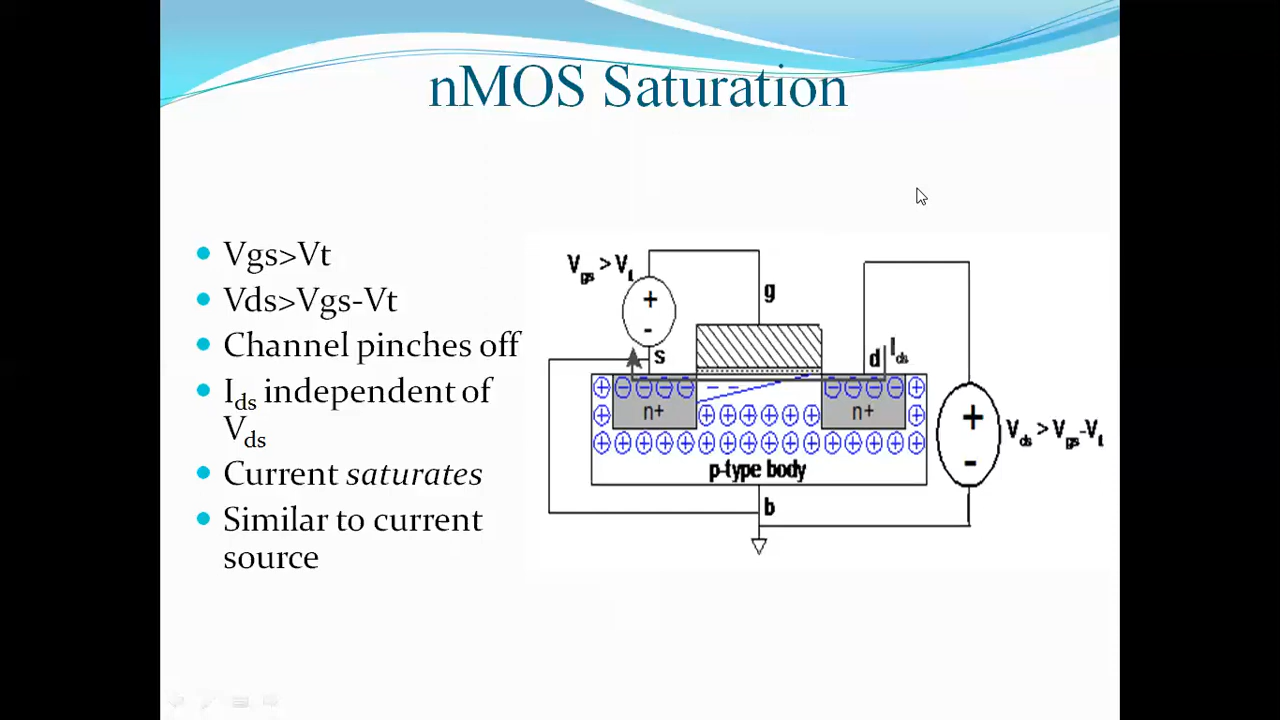 nMOS Saturation
Vgs>Vt
Vds>Vgs-Vt
Channel pinches off
Ids independent of
Vds
Current saturates
Similar to current
source
Vgs > Vt
+
-
g
s
d
Ids
n+
n+
p-type body
b
+
-
Vds > Vgs-Vt